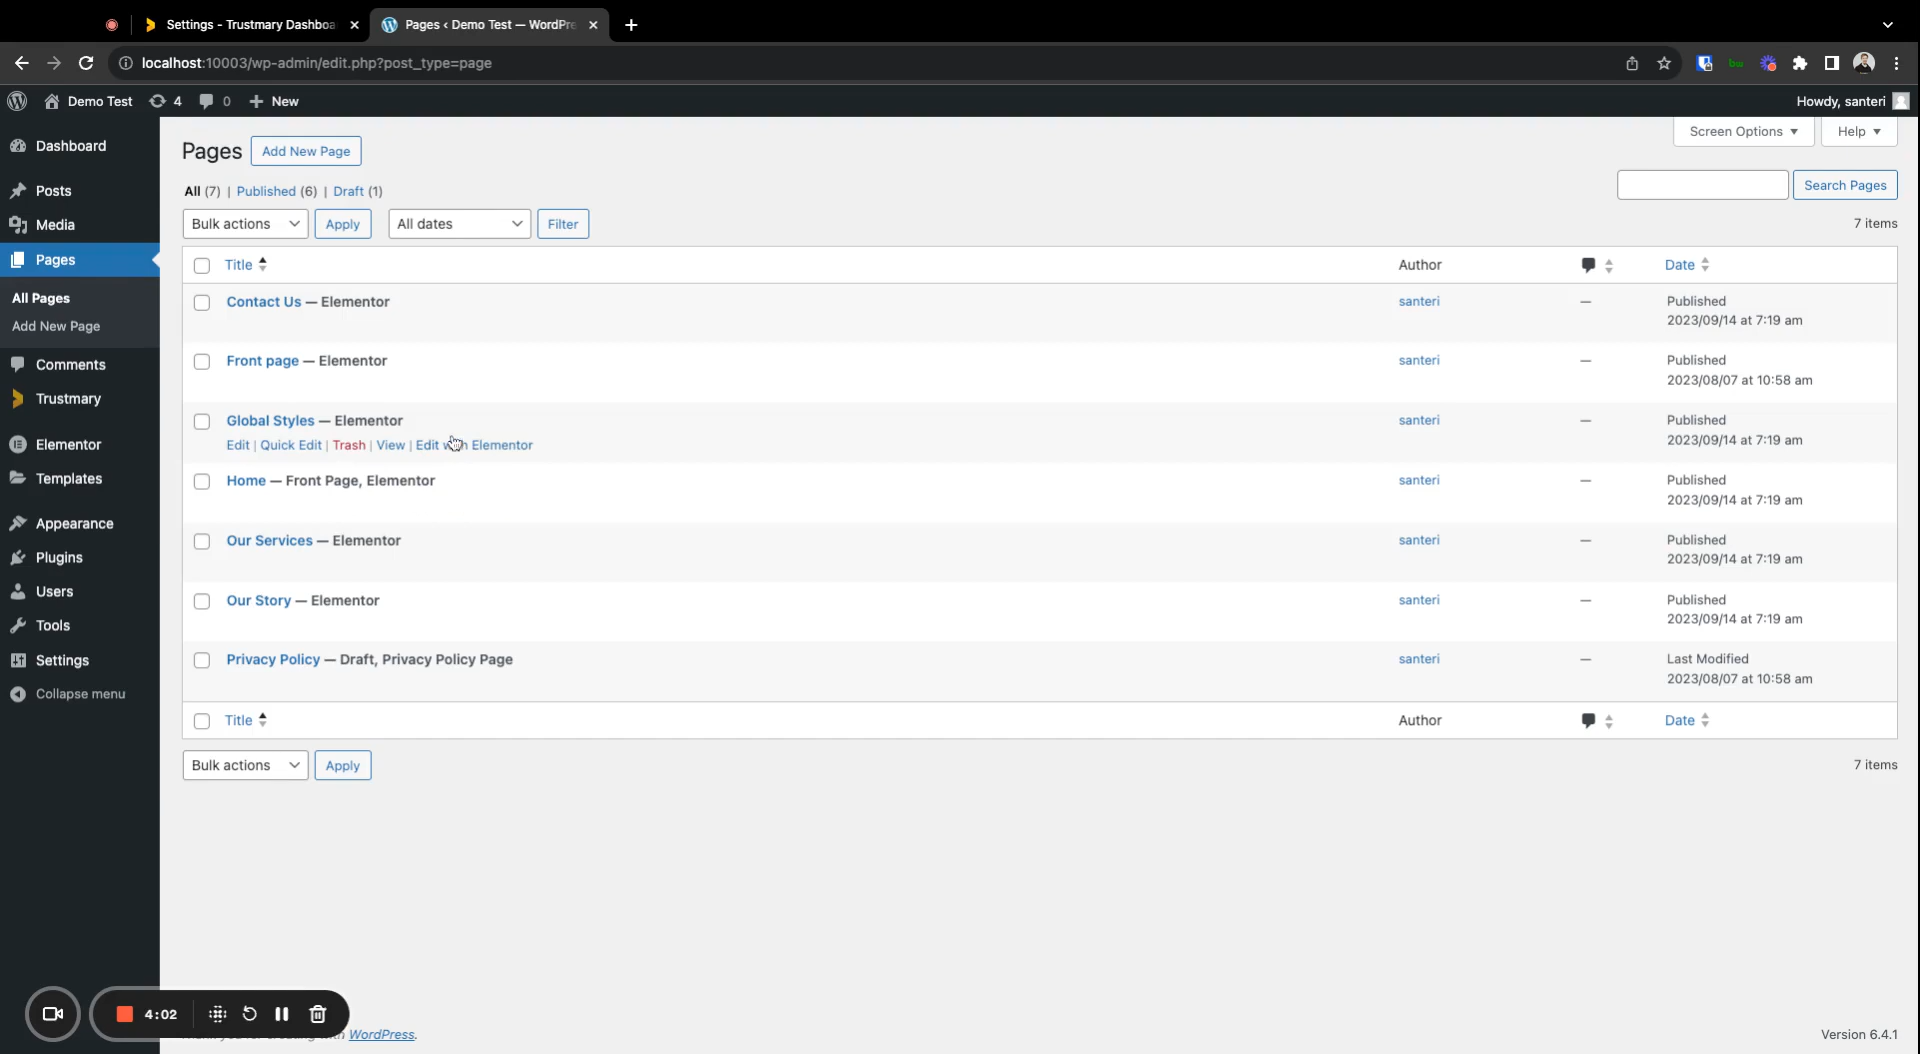 Settings - Trustmary Dashboa
Pages ‹ Demo Test — WordPre
localhost:10003/wp-admin/edit.php?post_type=page
bw
Demo Test 4 0 New
Howdy, santeri
Dashboard
Posts
Media
Pages
All Pages
Add New Page
Comments
Trustmary
Elementor
Templates
Appearance
Plugins
Users
Tools
Settings
Collapse menu
Pages Add New Page
Screen Options Help
All (7) | Published (6) | Draft (1)
Search Pages
Bulk actions Apply All dates Filter
7 items
Title Author Date
Contact Us — Elementor santeri — Published
2023/09/14 at 7:19 am
Front page — Elementor santeri — Published
2023/08/07 at 10:58 am
Global Styles — Elementor santeri — Published
2023/09/14 at 7:19 am
Edit | Quick Edit | Trash | View | Edit with Elementor
Home — Front Page, Elementor santeri — Published
2023/09/14 at 7:19 am
Our Services — Elementor santeri — Published
2023/09/14 at 7:19 am
Our Story — Elementor santeri — Published
2023/09/14 at 7:19 am
Privacy Policy — Draft, Privacy Policy Page santeri — Last Modified
2023/08/07 at 10:58 am
Title Author Date
Bulk actions Apply
7 items
4:02
WordPress.
Version 6.4.1